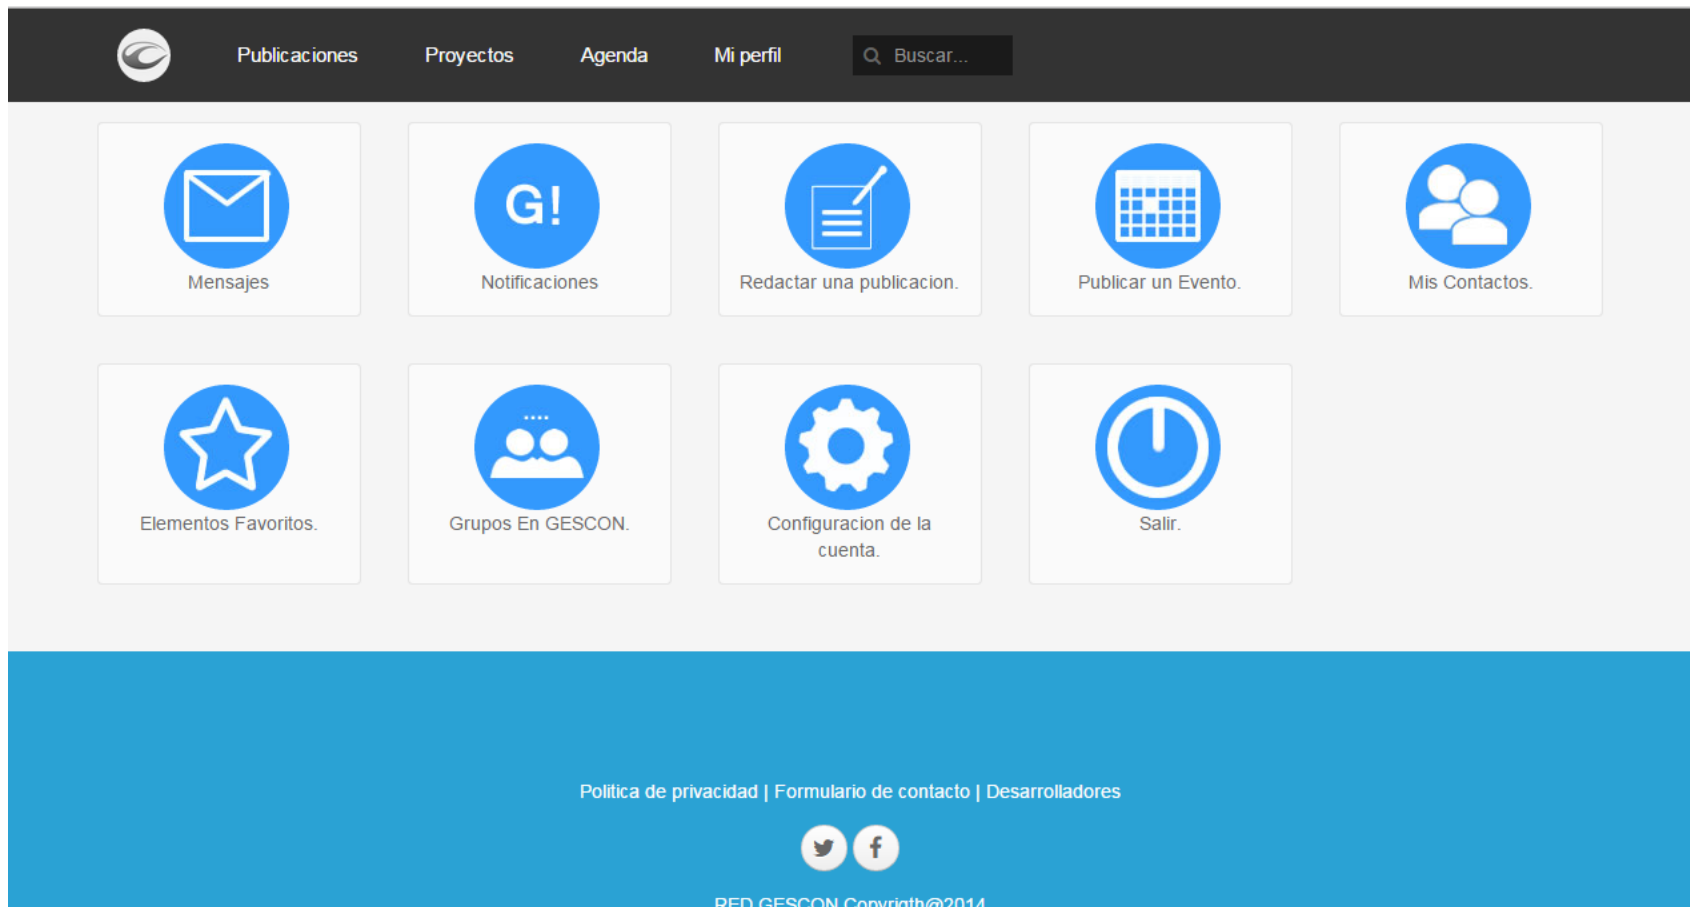 Publicaciones Proyectos Agenda Mi perfil Buscar...
G!
Mensajes Notificaciones Redactar una publicacion. Publicar un Evento. Mis Contactos.
Elementos Favoritos. Grupos En GESCON. Configuracion de la Salir.
cuenta.
Politica de privacidad | Formulario de contacto | Desarrolladores
RED GESCON Copyrigth@2014